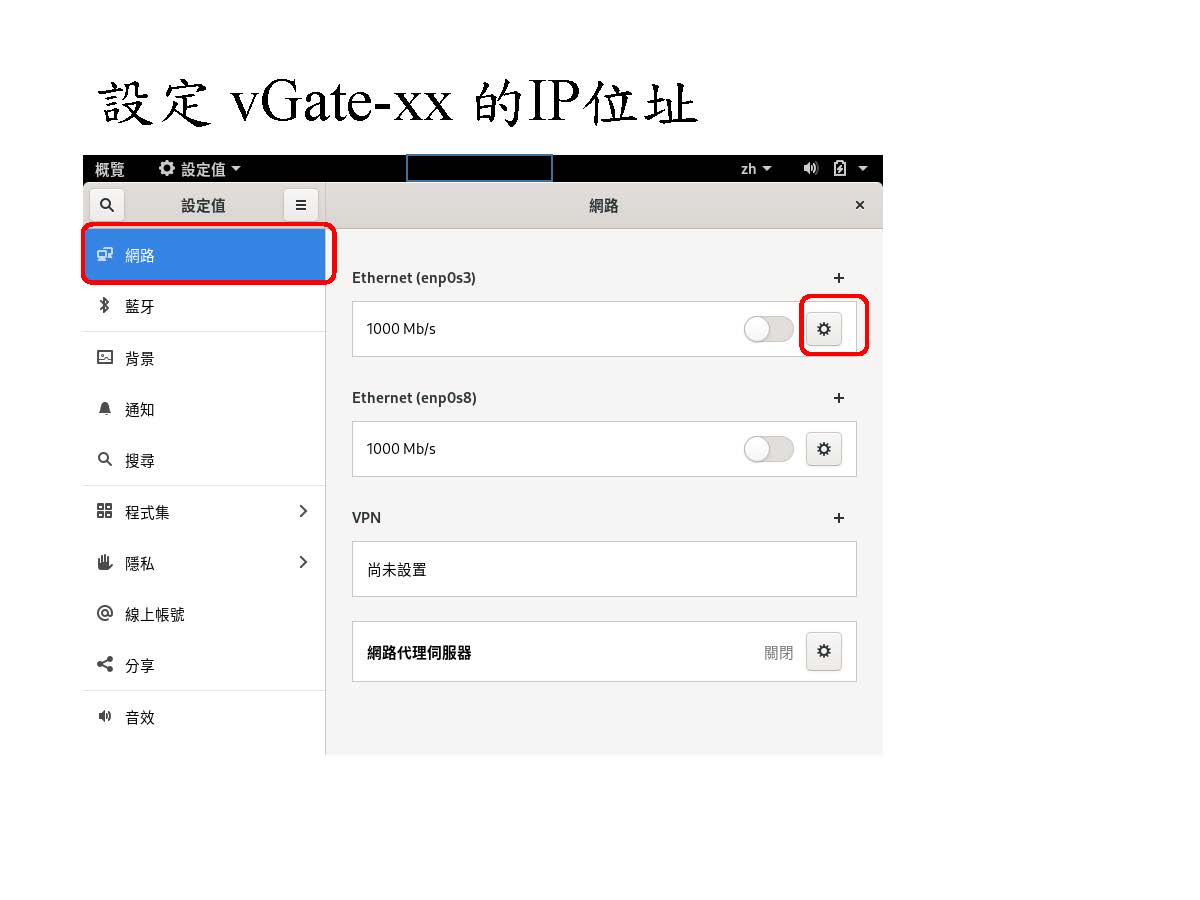 設定 vGate-xx 的IP位址
概覽 設定值 zh
設定值 網路
網路
藍牙
背景
通知
搜尋
程式集
隱私
線上帳號
分享
音效
Ethernet (enp0s3)
1000 Mb/s
Ethernet (enp0s8)
1000 Mb/s
VPN
尚未設置
網路代理伺服器 關閉